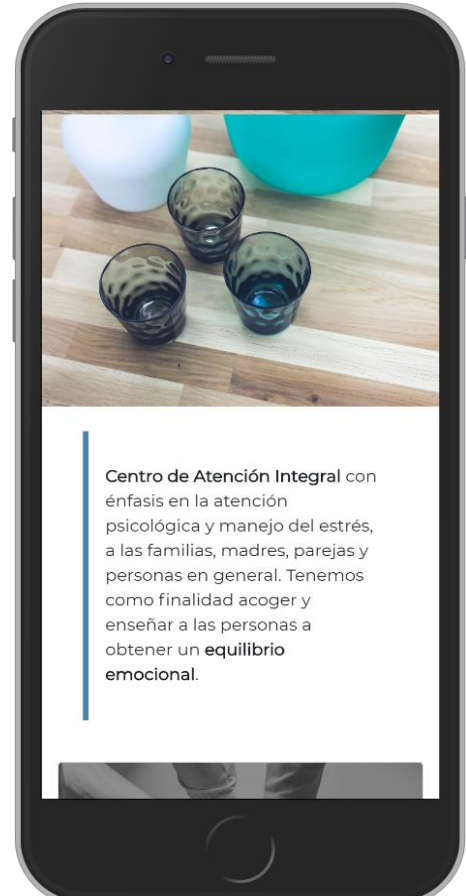 Centro de Atención Integral con
énfasis en la atención
psicológica y manejo del estrés,
a las familias, madres, parejas y
personas en general. Tenemos
como finalidad acoger y
enseñar a las personas a
obtener un equilibrio
emocional.